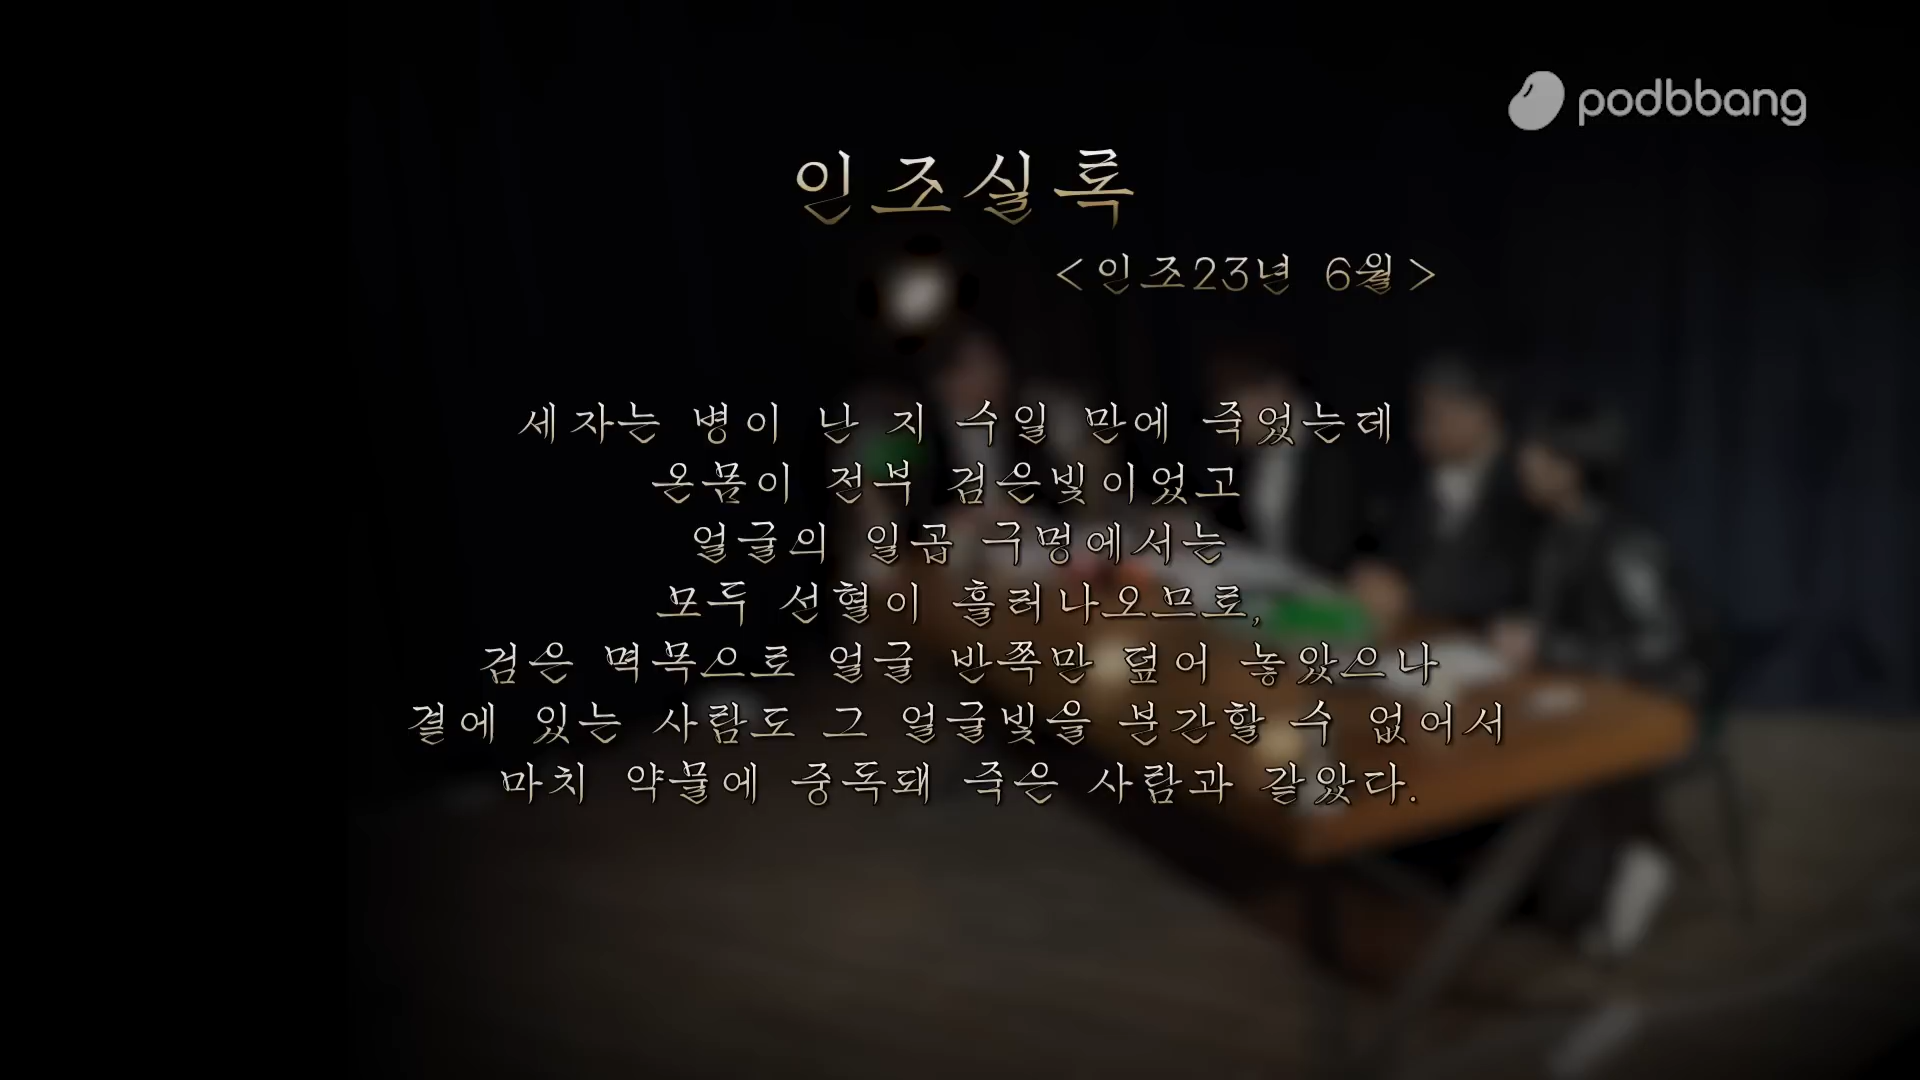 podbbang
인조실록
<인조23년 6월>
세자는 병이 난 지 수일 만에 죽었는데
온몸이 전부 검은빛이었고
얼굴의 일곱 구멍에서는
모두 선혈이 흘러나오므로,
검은 멱목으로 얼굴 반쪽만 덮어 놓았으나
곁에 있는 사람도 그 얼굴빛을 분간할 수 없어서
마치 약물에 중독돼 죽은 사람과 같았다.